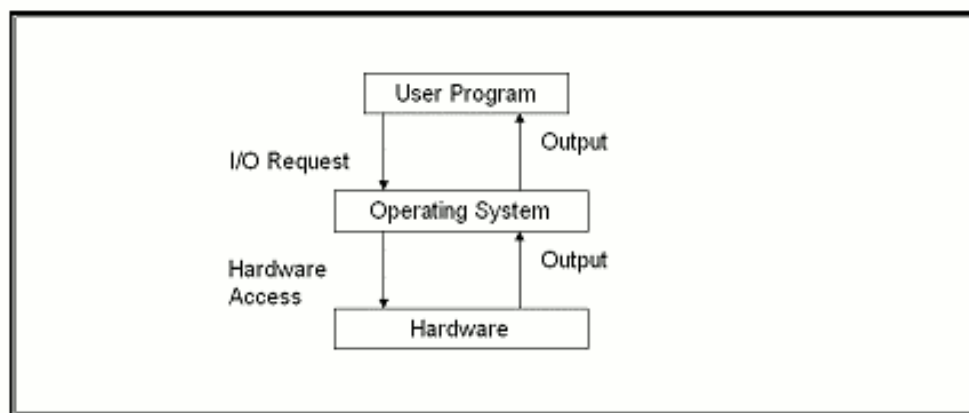 User Program
Output
I/O Request
Operating System
Output
Hardware
Access
Hardware